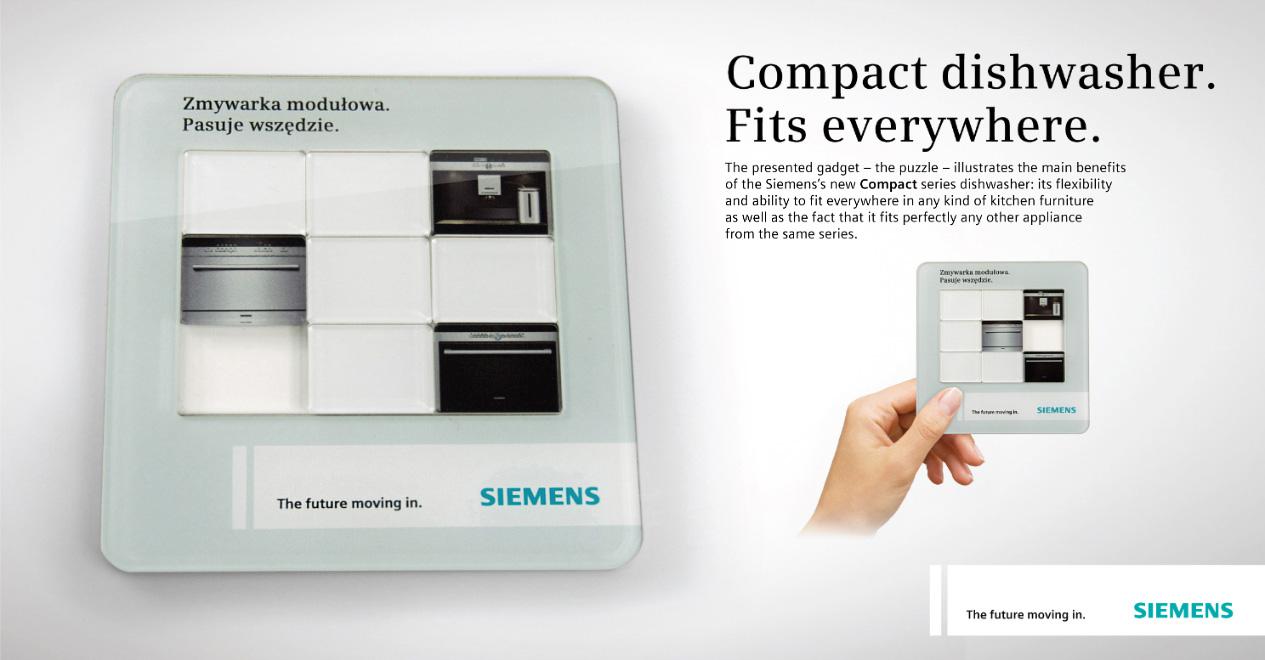 Zmywarka modułowa.
Pasuje wszędzie.
The future moving in.
SIEMENS
Compact dishwasher.
Fits everywhere.
The presented gadget – the puzzle – illustrates the main benefits
of the Siemens's new Compact series dishwasher: its flexibility
and ability to fit everywhere in any kind of kitchen furniture
as well as the fact that it fits perfectly any other appliance
from the same series.
Zmywarka modułowa.
Pasuje wszędzie.
The future moving in.
SIEMENS
The future moving in.
SIEMENS